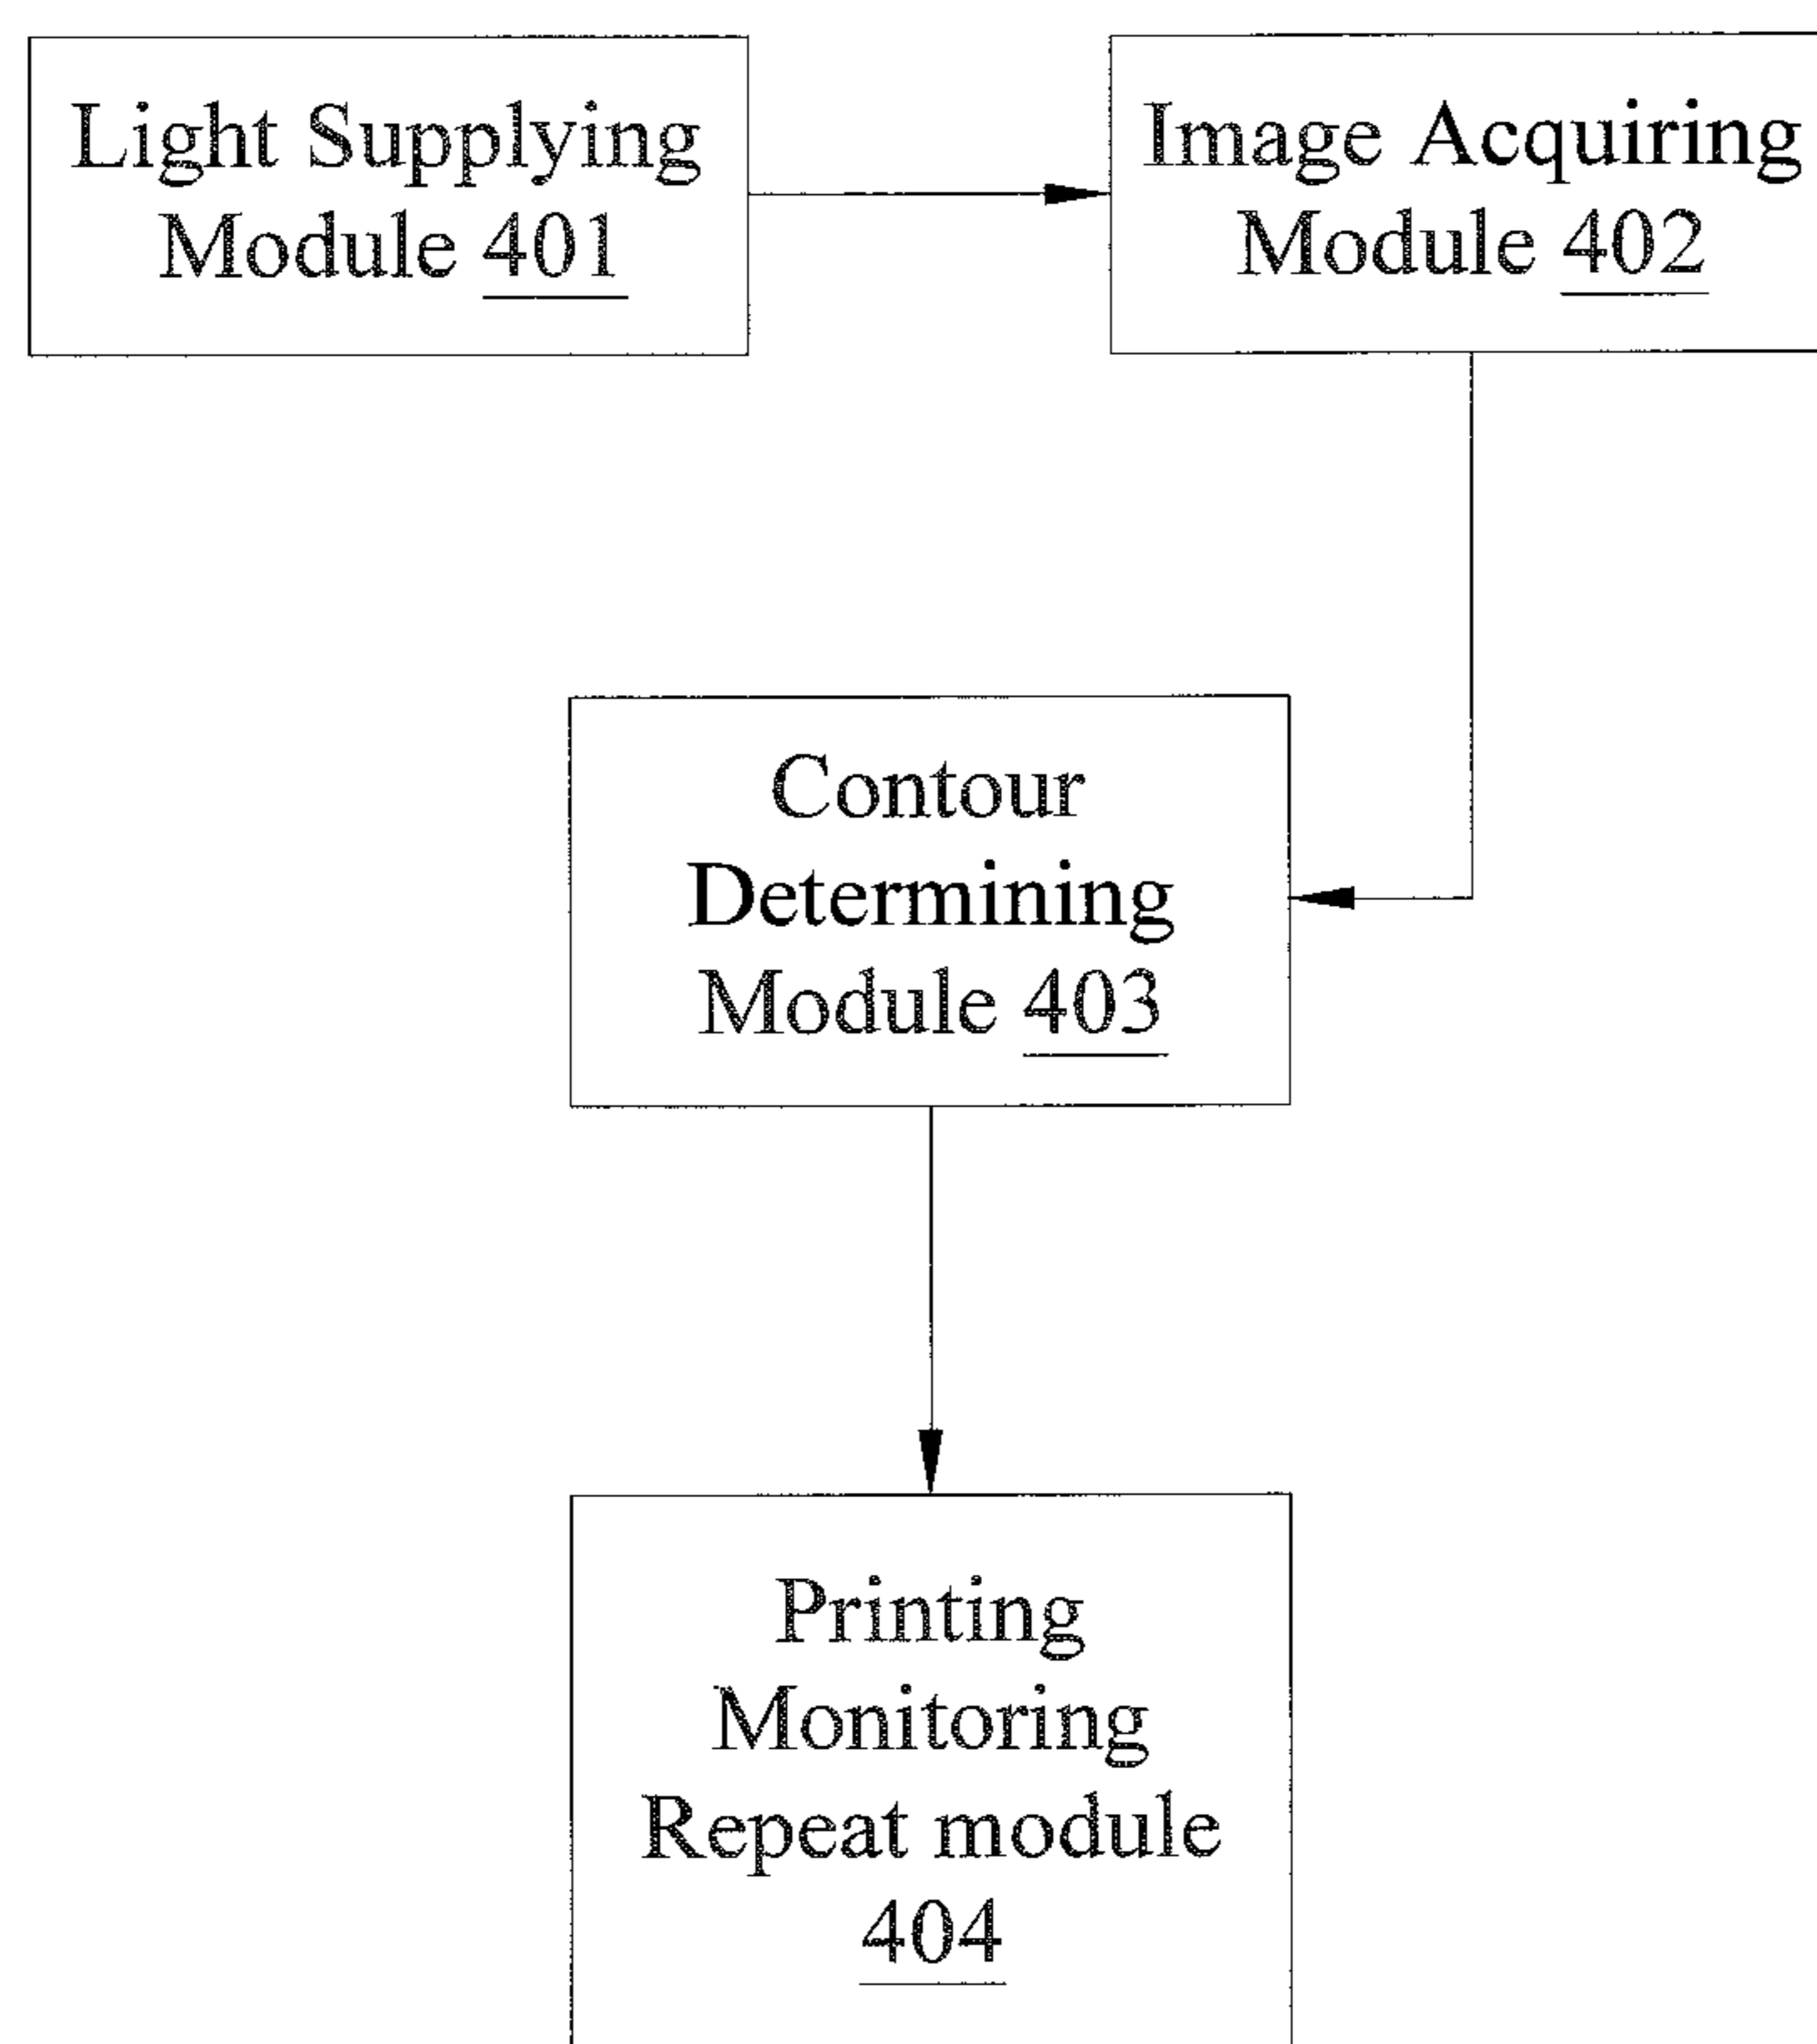 Light Supplying
Module 401
Image Acquiring
Module 402
Contour
Determining
Module 403
Printing
Monitoring
Repeat module
404